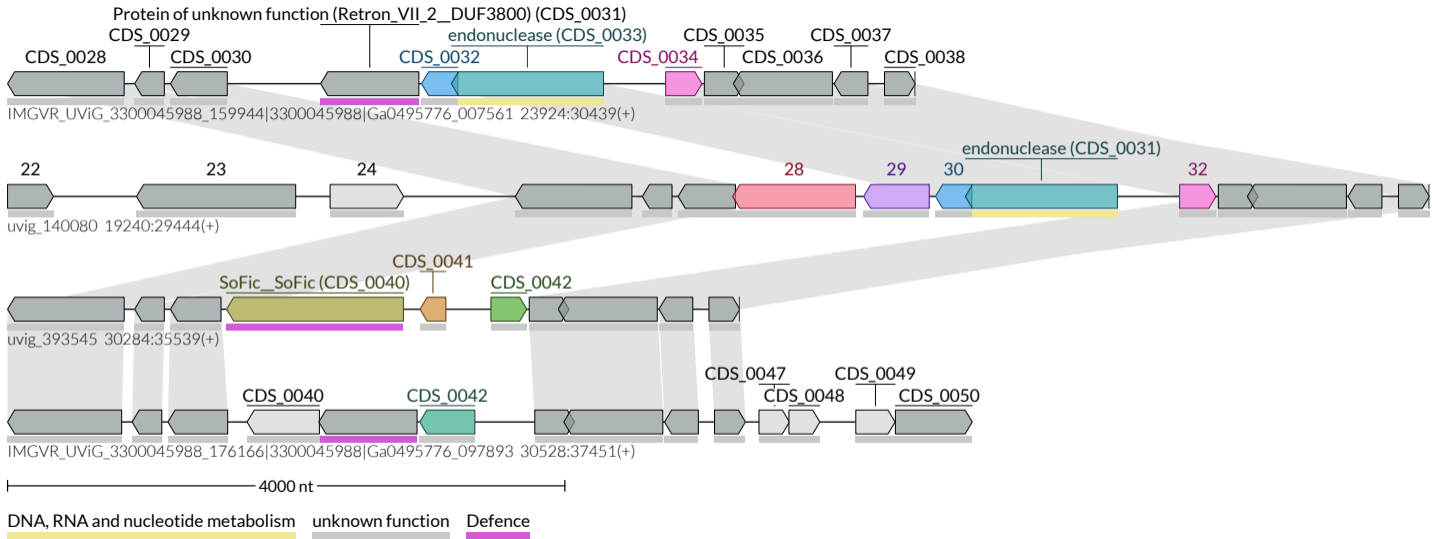 Protein of unknown function (Retron_VII_2__DUF3800) (CDS_0031)
CDS_0029 endonuclease (CDS_0033) CDS_0035 CDS_0037
CDS_0028 CDS_0030 CDS_0032 CDS_0034 CDS_0036 CDS_0038
IMGVR_UViG_3300045988_159944|3300045988|Ga0495776_007561 23924:30439(+)
endonuclease (CDS_0031)
22 23 24 28 29 30 32
uvig_140080 19240:29444(+)
CDS_0041
SoFic__SoFic (CDS_0040) CDS_0042
uvig_393545 30284:35539(+)
CDS_0047 CDS_0049
CDS_0040 CDS_0042 CDS_0048 CDS_0050
IMGVR_UViG_3300045988_176166|3300045988|Ga0495776_097893 30528:37451(+)
4000 nt
DNA, RNA and nucleotide metabolism unknown function Defence